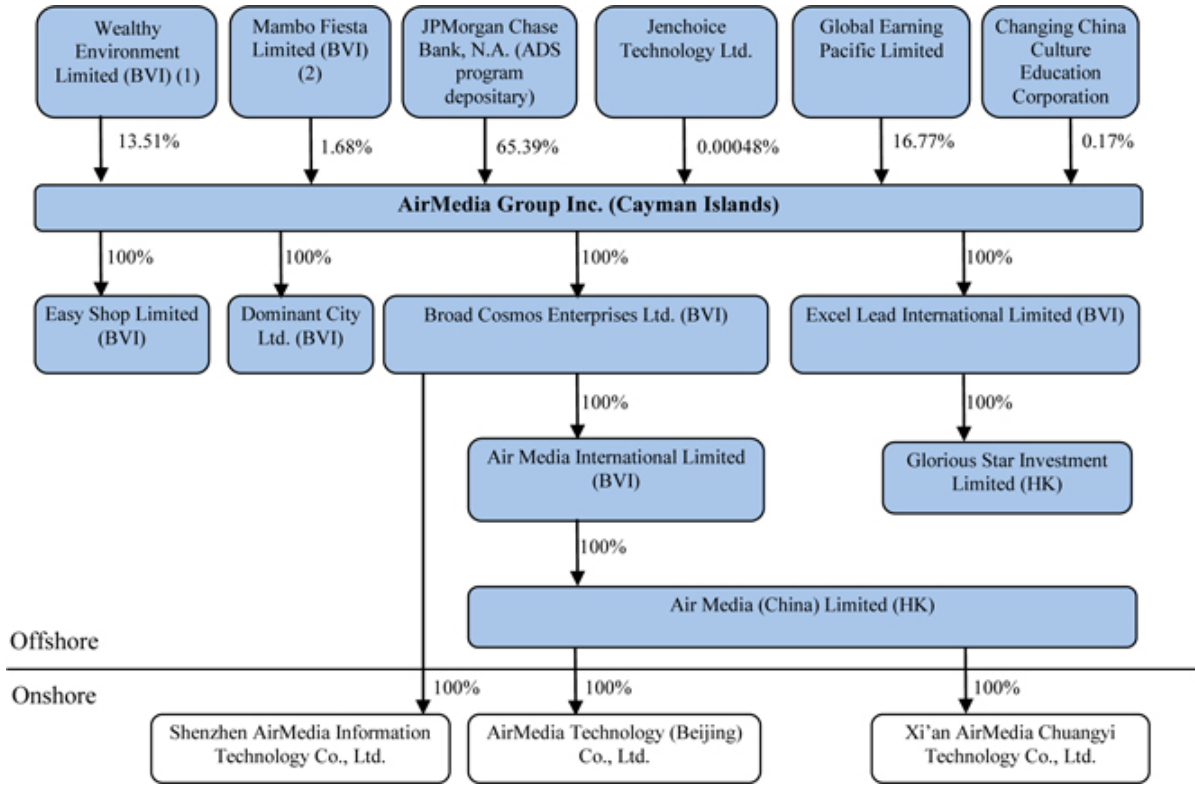 Wealthy
Environment
Limited (BVI) (1)
Mambo Fiesta
Limited (BVI)
(2)
JPMorgan Chase
Bank, N.A. (ADS
program
depositary)
Jenchoice
Technology Ltd.
Global Earning
Pacific Limited
Changing China
Culture
Education
Corporation
13.51%
1.68%
65.39%
0.00048%
16.77%
0.17%
AirMedia Group Inc. (Cayman Islands)
100%
100%
100%
100%
Easy Shop Limited
(BVI)
Dominant City
Ltd. (BVI)
Broad Cosmos Enterprises Ltd. (BVI)
Excel Lead International Limited (BVI)
100%
100%
Air Media International Limited
(BVI)
Glorious Star Investment
Limited (HK)
100%
Air Media (China) Limited (HK)
Offshore
Onshore
100%
100%
100%
Shenzhen AirMedia Information
Technology Co., Ltd.
AirMedia Technology (Beijing)
Co., Ltd.
Xi’an AirMedia Chuangyi
Technology Co., Ltd.